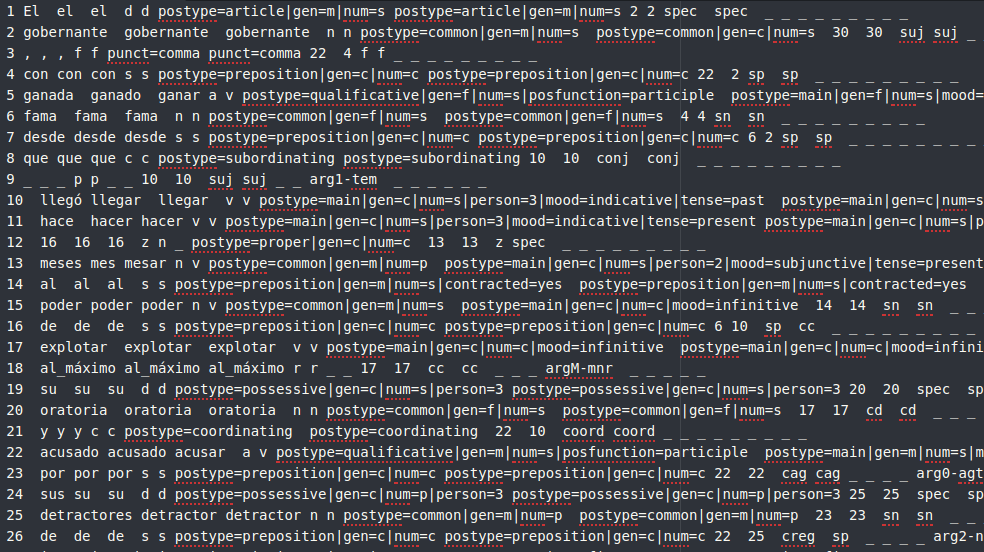 1 El el el d d postype=article|gen=m|num=s postype=article|gen=m|num=s 2 2 spec spec _ _ _ _ _ _ _ _ _
2 gobernante gobernante gobernante n n postype=common|gen=m|num=s postype=common|gen=c|num=s 30 30 suj suj _ _
3 , , , f f punct=comma punct=comma 22 4 f f _ _ _ _ _ _ _ _ _
4 con con con s s postype=preposition|gen=c|num=c postype=preposition|gen=c|num=c 22 2 sp sp _ _ _ _ _ _ _ _ _
5 ganada ganado ganar a v postype=qualificative|gen=f|num=s|posfunction=participle postype=main|gen=f|num=s|mood=
6 fama fama fama n n postype=common|gen=f|num=s postype=common|gen=f|num=s 4 4 sn sn _ _ _ _ _ _ _ _ _
7 desde desde desde s s postype=preposition|gen=c|num=c postype=preposition|gen=c|num=c 6 2 sp sp _ _ _ _ _ _ _ _ _
8 que que que c c postype=subordinating postype=subordinating 10 10 conj conj _ _ _ _ _ _ _ _ _
9 _ _ _ p p _ _ 10 10 suj suj _ _ arg1-tem _ _ _ _ _ _
10 llegó llegar llegar v v postype=main|gen=c|num=s|person=3|mood=indicative|tense=past postype=main|gen=c|num=s
11 hace hacer hacer v v postype=main|gen=c|num=s|person=3|mood=indicative|tense=present postype=main|gen=c|num=s|p
12 16 16 16 z n _ postype=proper|gen=c|num=c 13 13 z spec _ _ _ _ _ _ _ _ _
13 meses mes mesar n v postype=common|gen=m|num=p postype=main|gen=c|num=s|person=2|mood=subjunctive|tense=present
14 al al al s s postype=preposition|gen=m|num=s|contracted=yes postype=preposition|gen=m|num=s|contracted=yes
15 poder poder poder n v postype=common|gen=m|num=s postype=main|gen=c|num=c|mood=infinitive 14 14 sn sn _ _
16 de de de s s postype=preposition|gen=c|num=c postype=preposition|gen=c|num=c 6 10 sp cc _ _ _ _ _ _ _ _ _
17 explotar explotar explotar v v postype=main|gen=c|num=c|mood=infinitive postype=main|gen=c|num=c|mood=infini
18 al_máximo al_máximo al_máximo r r _ _ 17 17 cc cc _ _ _ argM-mnr _ _ _ _ _
19 su su su d d postype=possessive|gen=c|num=s|person=3 postype=possessive|gen=c|num=s|person=3 20 20 spec sp
20 oratoria oratoria oratoria n n postype=common|gen=f|num=s postype=common|gen=f|num=s 17 17 cd cd _ _ _
21 y y y c c postype=coordinating postype=coordinating 22 10 coord coord _ _ _ _ _ _ _ _ _
22 acusado acusado acusar a v postype=qualificative|gen=m|num=s|posfunction=participle postype=main|gen=m|num=s|m
23 por por por s s postype=preposition|gen=c|num=c postype=preposition|gen=c|num=c 22 22 cag cag _ _ _ _ arg0-agt
24 sus su su d d postype=possessive|gen=c|num=p|person=3 postype=possessive|gen=c|num=p|person=3 25 25 spec sp
25 detractores detractor detractor n n postype=common|gen=m|num=p postype=common|gen=m|num=p 23 23 sn sn _ _
26 de de de s s postype=preposition|gen=c|num=c postype=preposition|gen=c|num=c 22 25 creg sp _ _ _ _ arg2-n